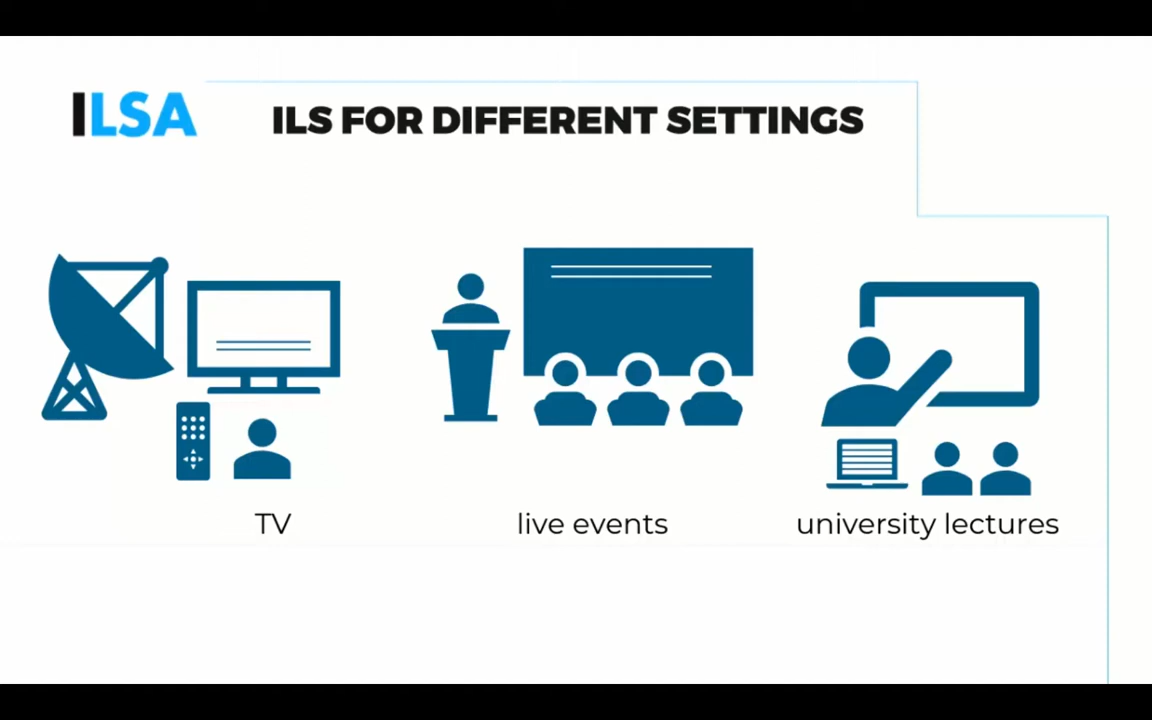 ILSA
ILS FOR DIFFERENT SETTINGS
TV
live events
university lectures